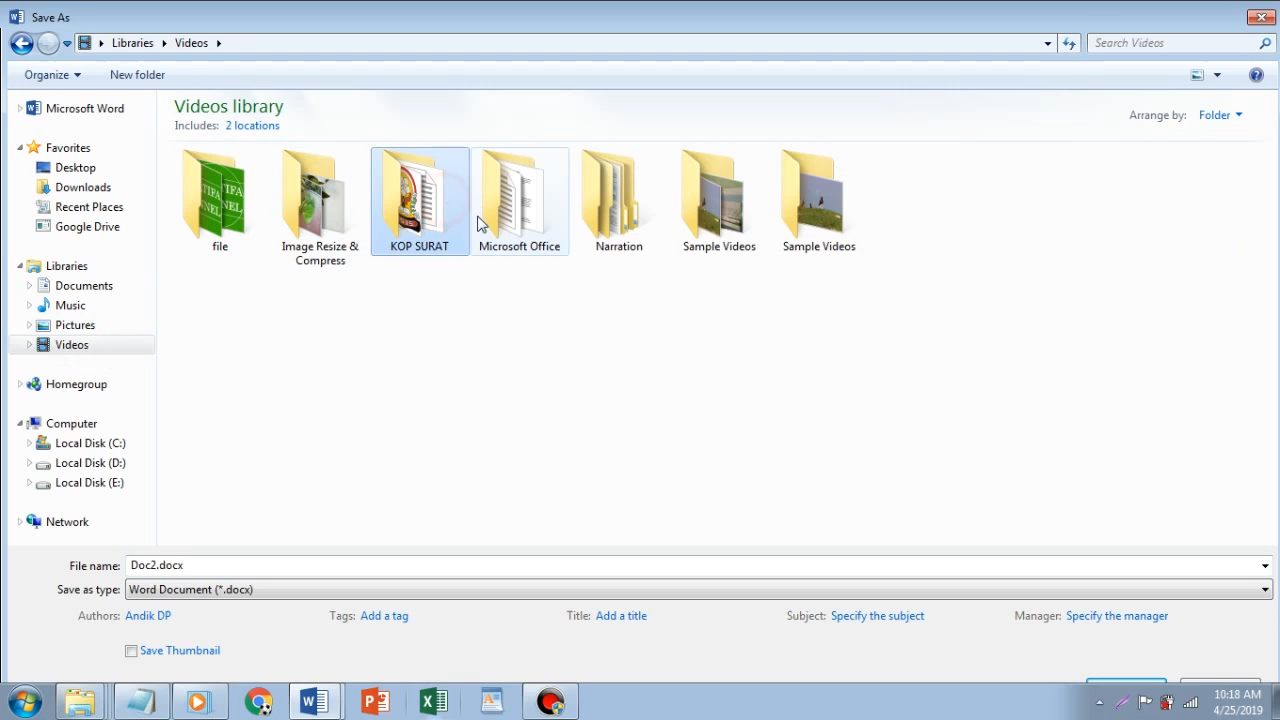 Save As
Libraries Videos
Search Videos
Organize New folder
Microsoft Word
Favorites
Desktop
Downloads
Recent Places
Google Drive
Libraries
Documents
Music
Pictures
Videos
Homegroup
Computer
Local Disk (C:)
Local Disk (D:)
Local Disk (E:)
Network
Videos library
Includes: 2 locations
Arrange by: Folder
file
Image Resize &
Compress
KOP SURAT
Microsoft Office
Narration
Sample Videos
Sample Videos
File name: Doc2.docx
Save as type: Word Document (*.docx)
Authors: Andik DP Tags: Add a tag Title: Add a title Subject: Specify the subject Manager: Specify the manager
Save Thumbnail
10:18 AM
4/25/2019